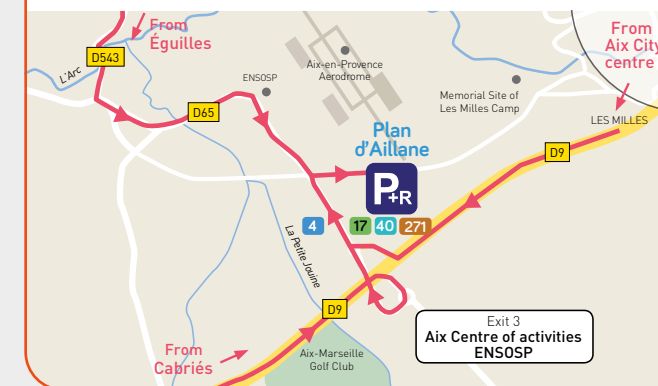 From
Éguilles
From
Aix City
centre
D543
L'Arc
Aix-en-Provence
Aerodrome
ENSOSP
Memorial Site of
Les Milles Camp
D65
LES MILLES
Plan
d'Aillane
D9
P+R
4
17
40
271
La Petite Jouine
D9
Exit 3
Aix Centre of activities
ENSOSP
From
Cabriés
Aix-Marseille
Golf Club